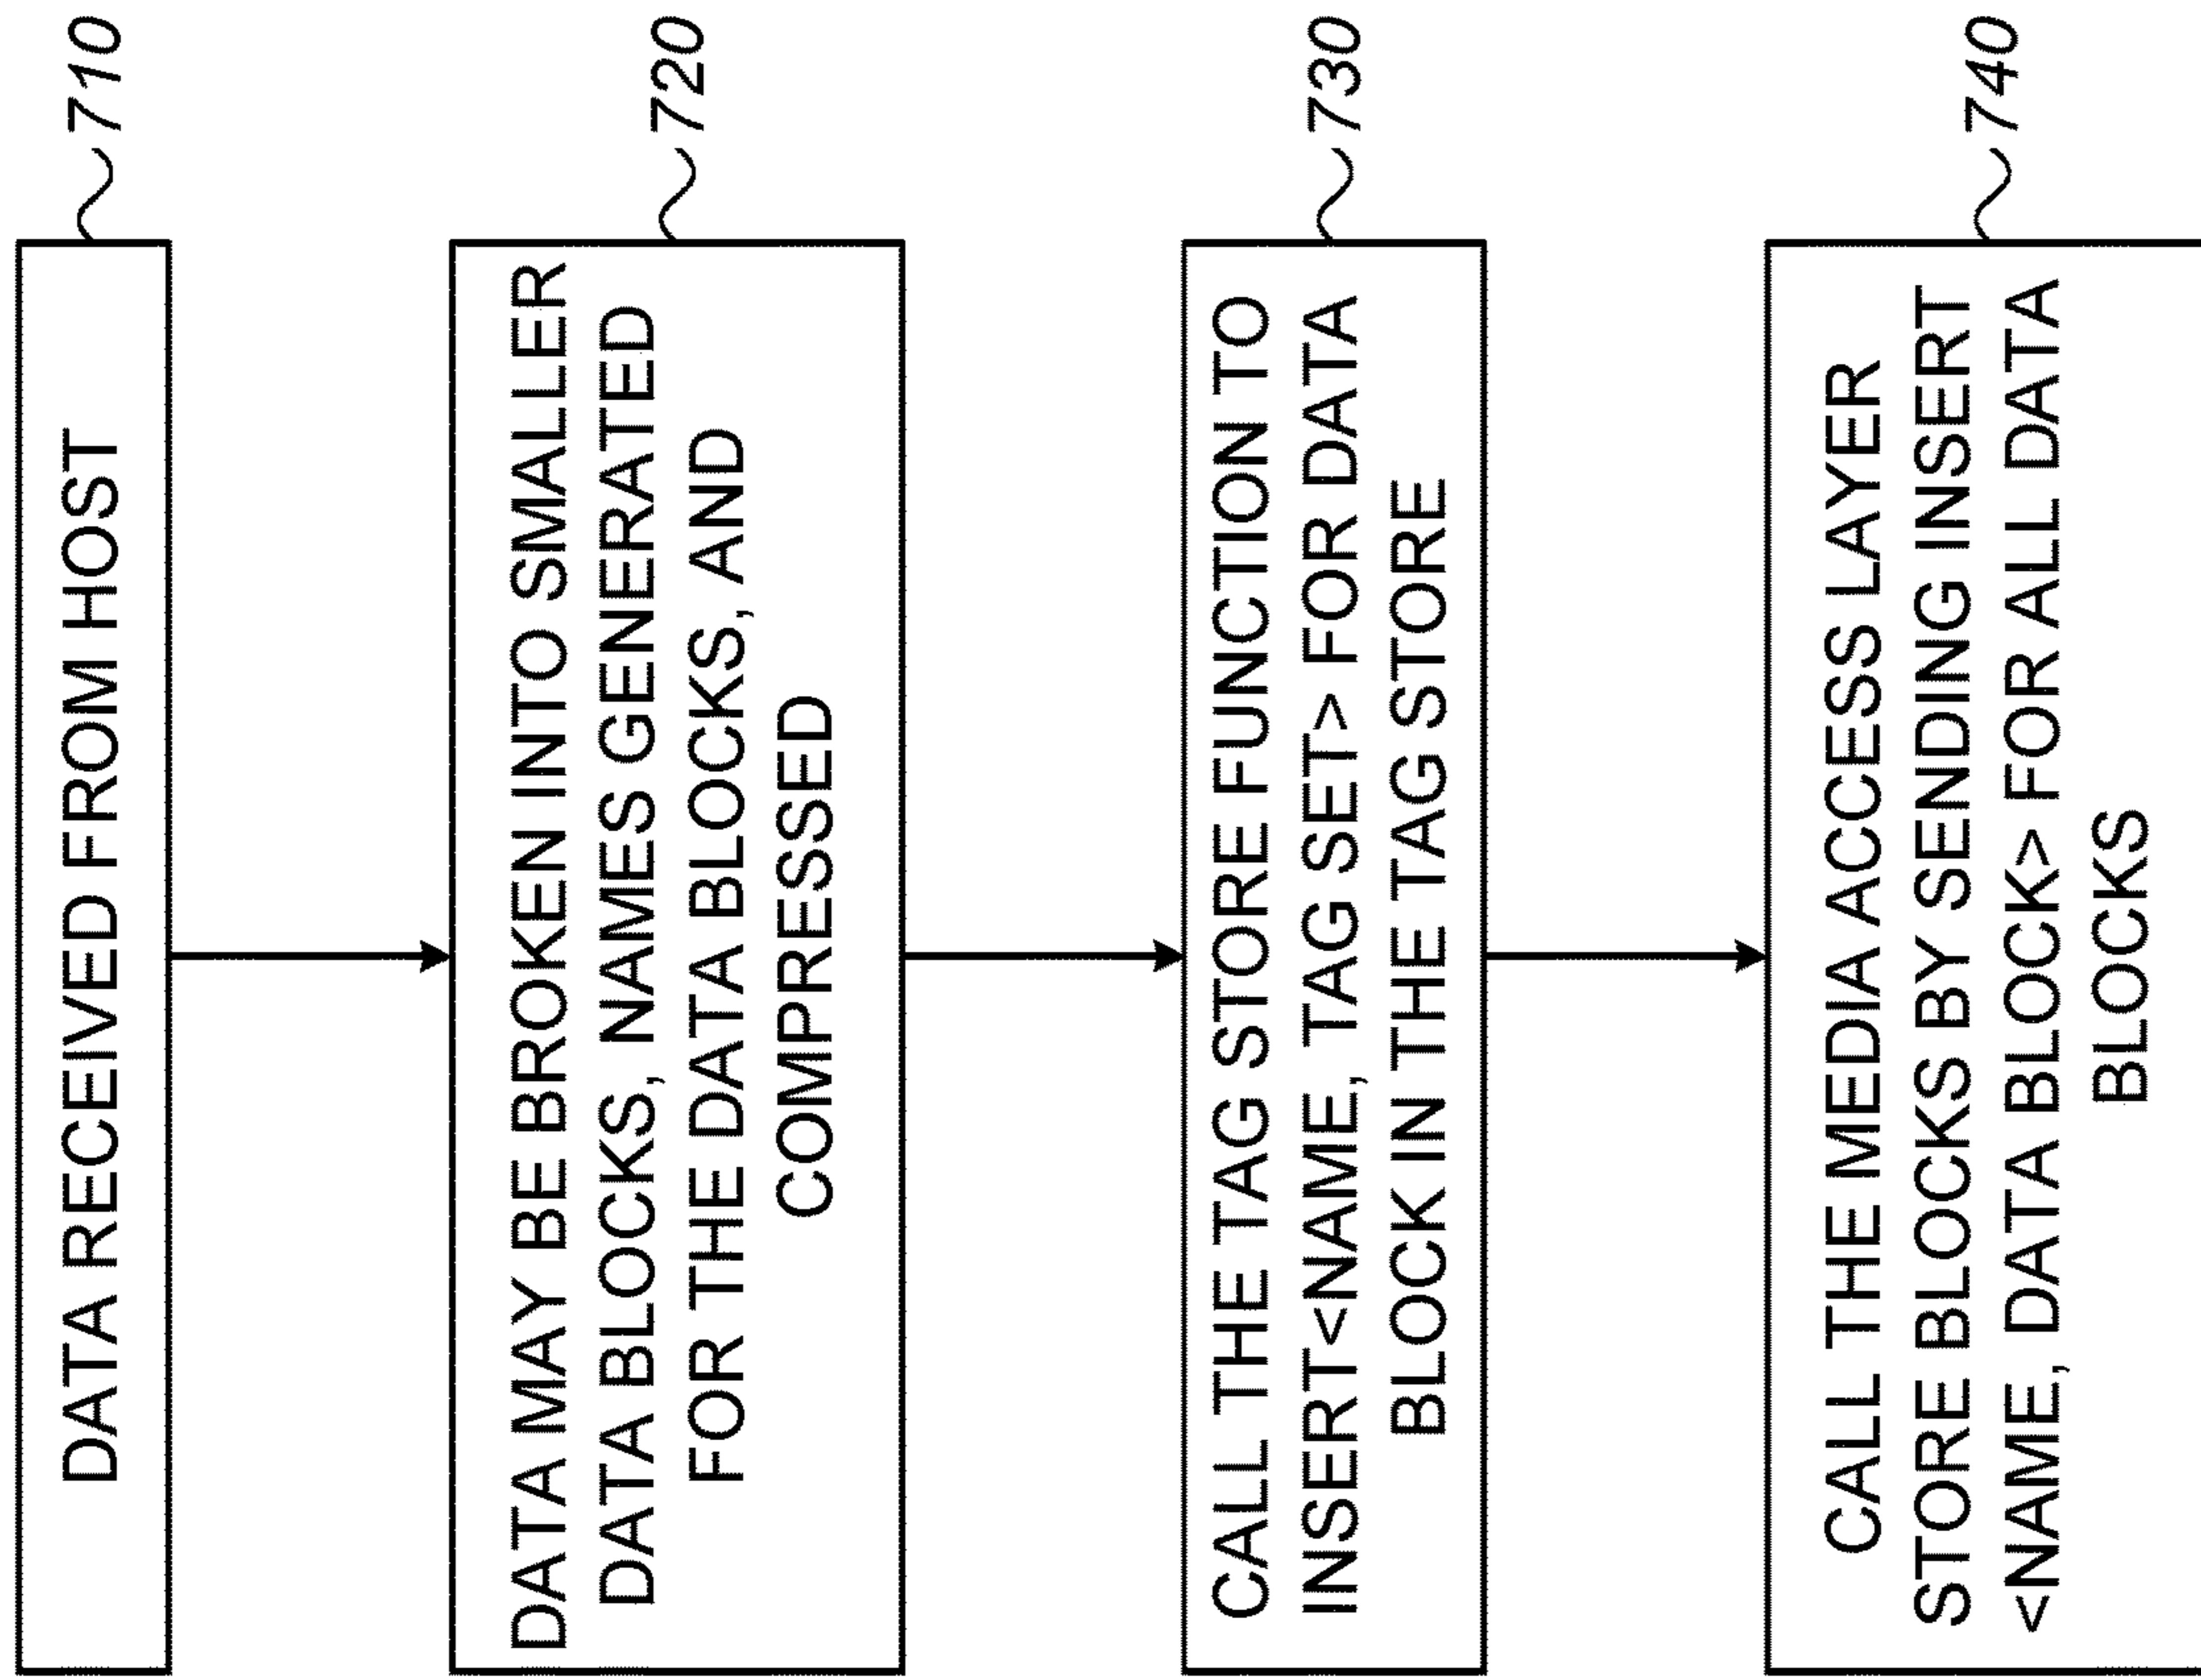 DATA RECEIVED FROM HOST
710
DATA MAY BE BROKEN INTO SMALLER
DATA BLOCKS, NAMES GENERATED
FOR THE DATA BLOCKS, AND
COMPRESSED
720
CALL THE TAG STORE FUNCTION TO
INSERT<NAME, TAG SET> FOR DATA
BLOCK IN THE TAG STORE
730
CALL THE MEDIA ACCESS LAYER
STORE BLOCKS BY SENDING INSERT
<NAME, DATA BLOCK> FOR ALL DATA
BLOCKS
740